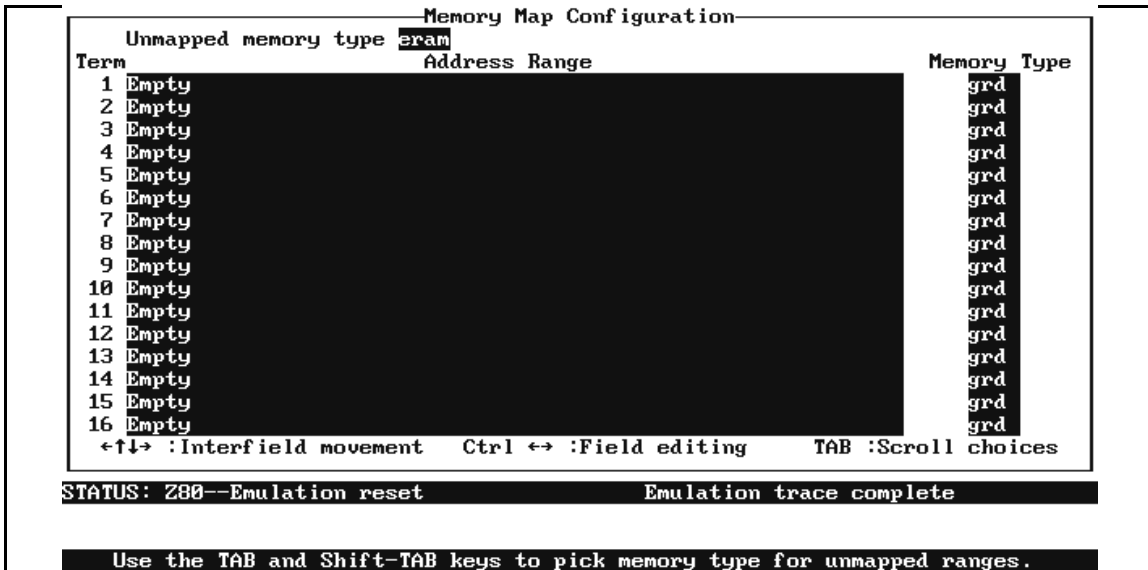 Memory Map Configuration
Unmapped memory type eram
Term Address Range Memory Type
1 Empty grd
2 Empty grd
3 Empty grd
4 Empty grd
5 Empty grd
6 Empty grd
7 Empty grd
8 Empty grd
9 Empty grd
10 Empty grd
11 Empty grd
12 Empty grd
13 Empty grd
14 Empty grd
15 Empty grd
16 Empty grd
←↑↓→ :Interfield movement Ctrl ↔ :Field editing TAB :Scroll choices
STATUS: Z80--Emulation reset Emulation trace complete
Use the TAB and Shift-TAB keys to pick memory type for unmapped ranges.